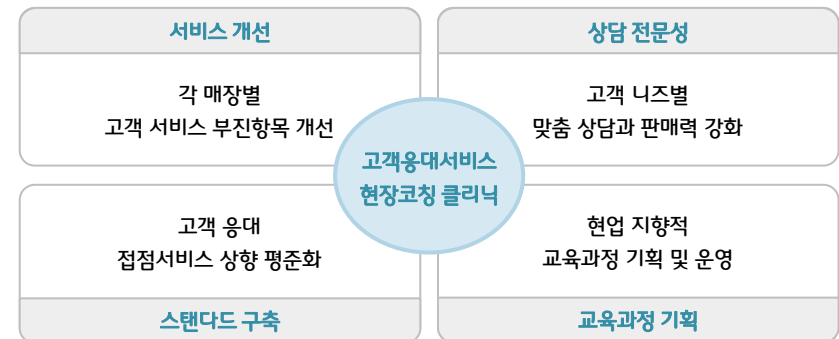 서비스 개선
각 매장별
고객 서비스 부진항목 개선
상담 전문성
고객 니즈별
맞춤 상담과 판매력 강화
고객응대서비스
현장코칭 클리닉
고객 응대
접점서비스 상향 평준화
스탠다드 구축
현업 지향적
교육과정 기획 및 운영
교육과정 기획